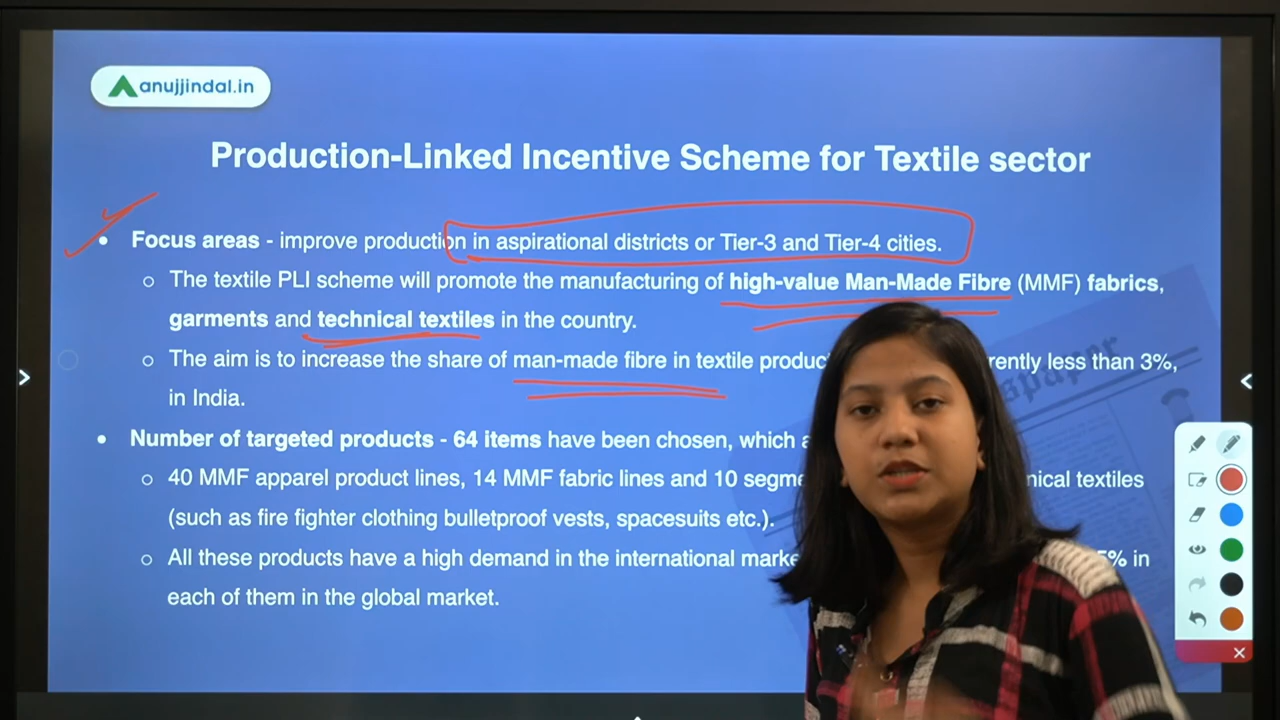 anujjindal.in
Production-Linked Incentive Scheme for Textile sector
Focus areas - improve production in aspirational districts or Tier-3 and Tier-4 cities.
The textile PLI scheme will promote the manufacturing of high-value Man-Made Fibre (MMF) fabrics,
garments and technical textiles in the country.
The aim is to increase the share of man-made fibre in textile less than 3%,
in India.
Number of targeted products - 64 items have been chosen, which
40 MMF apparel product lines, 14 MMF fabric lines and 10 textiles
(such as fire fighter clothing bulletproof vests, spacesuits etc.).
All these products have a high demand in the international in
each of them in the global market.